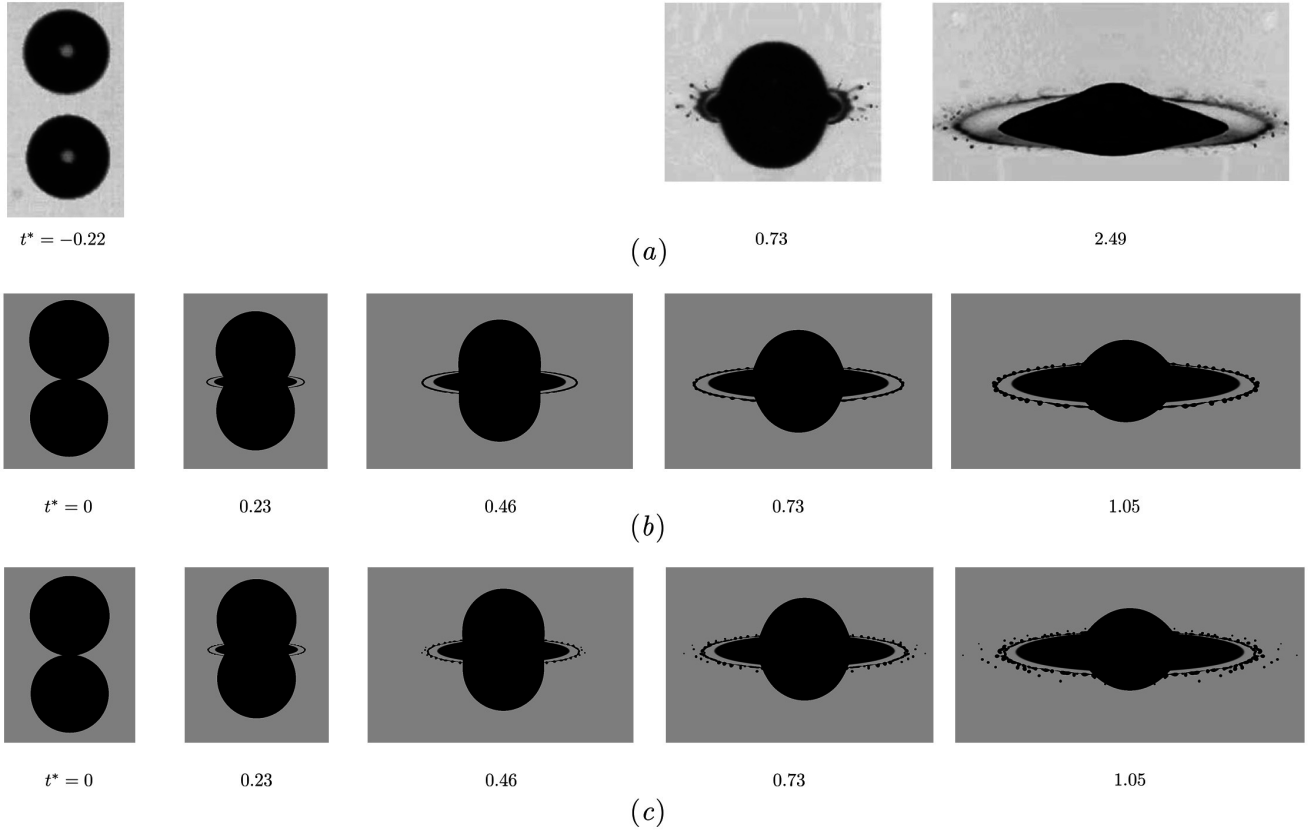 t* = −0.22 0.73 2.49
(a)
t* = 0 0.23 0.46 0.73 1.05
(b)
t* = 0 0.23 0.46 0.73 1.05
(c)